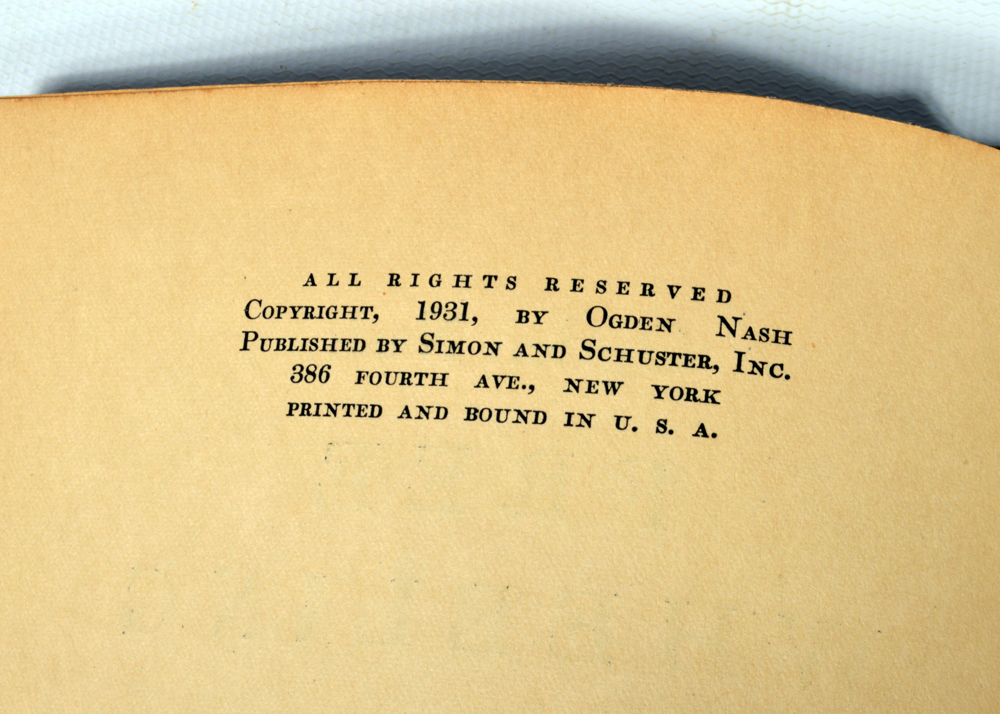 ALL RIGHTS RESERVED
COPYRIGHT, 1931, BY OGDEN NASH
PUBLISHED BY SIMON AND SCHUSTER, INC.
386 FOURTH AVE., NEW YORK
PRINTED AND BOUND IN U. S. A.